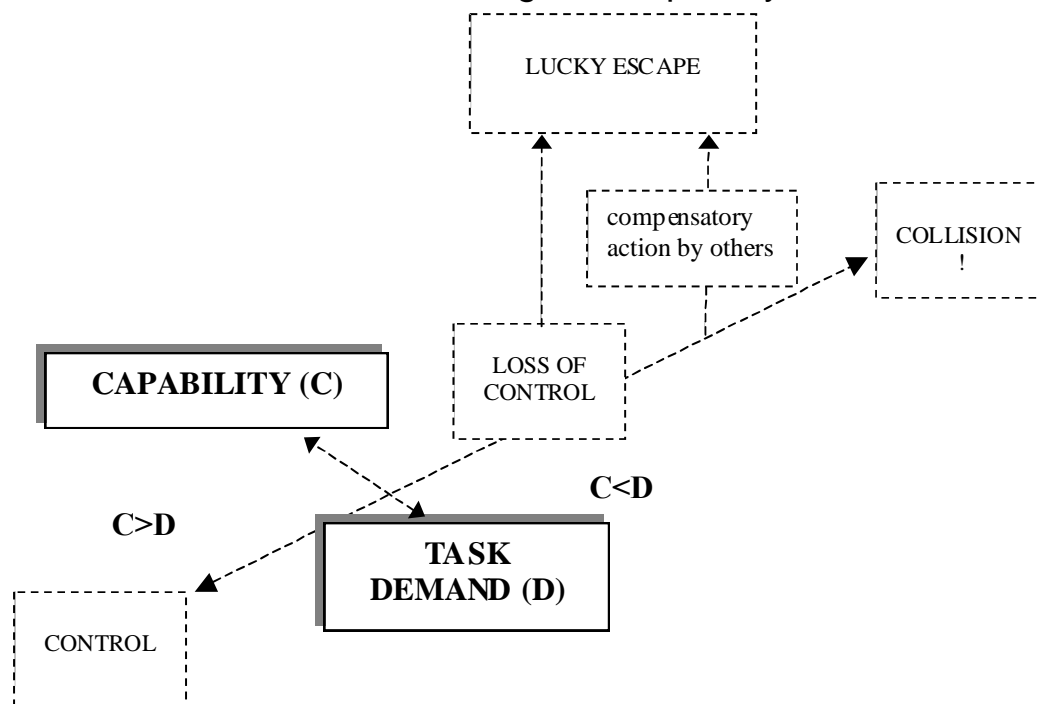 LUCKY ESCAPE
compensatory
action by others
COLLISION
!
LOSS OF
CONTROL
CAPABILITY (C)
C<D
C>D
TASK
DEMAND (D)
CONTROL